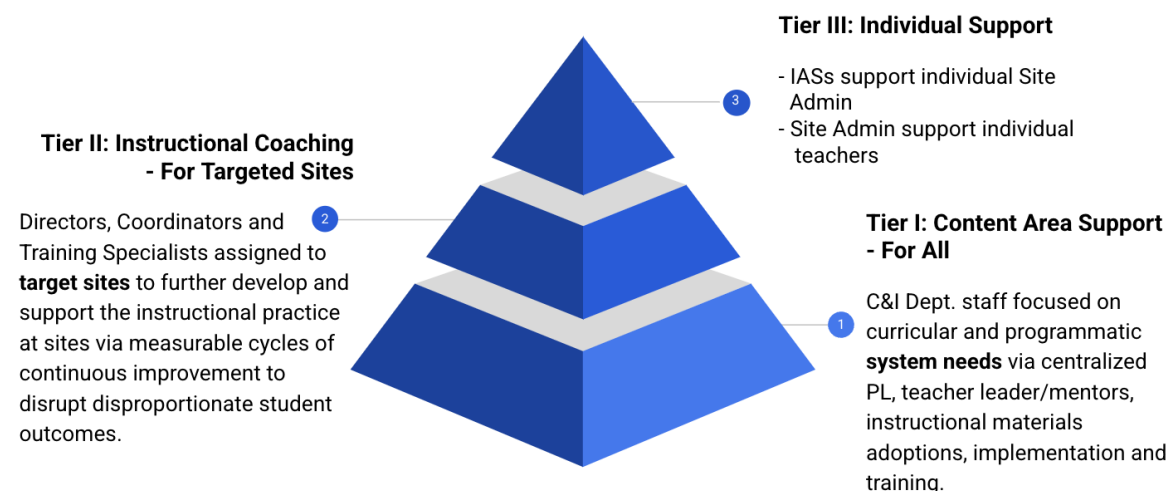 Tier III: Individual Support
- IASs support individual Site
Admin
- Site Admin support individual
teachers
3
Tier II: Instructional Coaching
- For Targeted Sites
Directors, Coordinators and
Training Specialists assigned to
target sites to further develop and
support the instructional practice
at sites via measurable cycles of
continuous improvement to
disrupt disproportionate student
outcomes.
2
Tier I: Content Area Support
- For All
C&I Dept. staff focused on
curricular and programmatic
system needs via centralized
PL, teacher leader/mentors,
instructional materials
adoptions, implementation and
training.
1